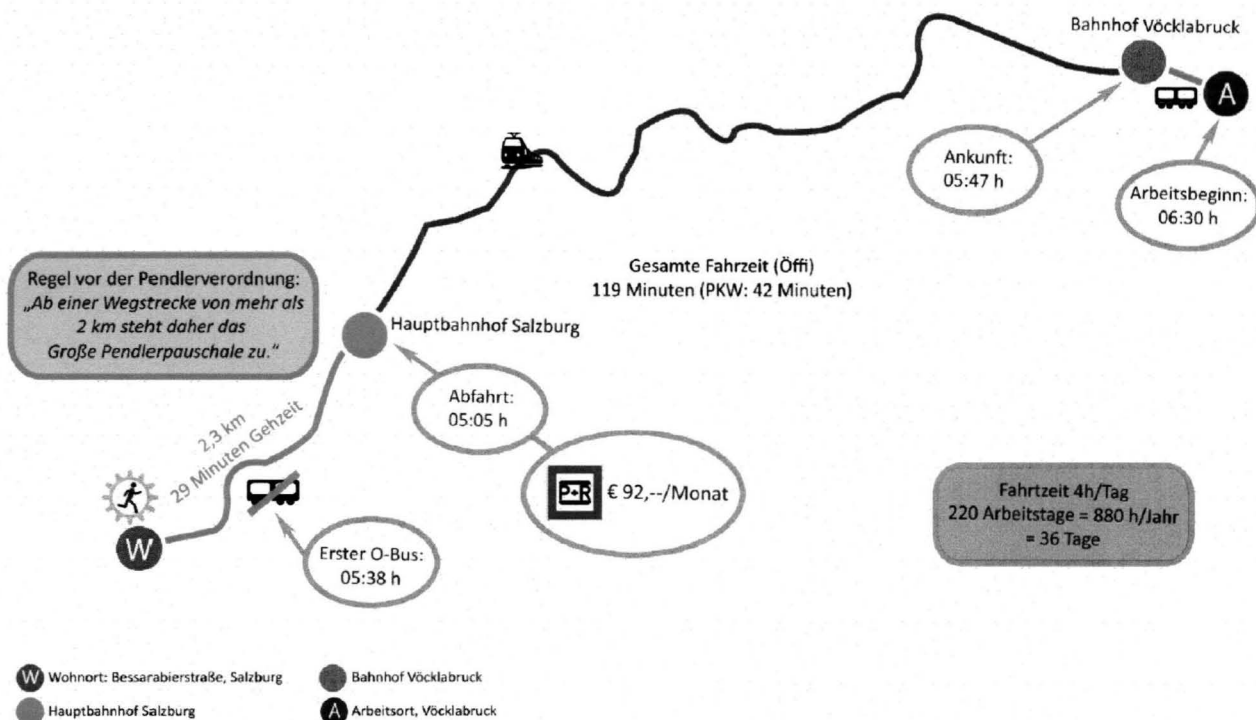 Bahnhof Vöcklabruck
A
Ankunft:
05:47 h
Arbeitsbeginn:
06:30 h
Regel vor der Pendlerverordnung:
„Ab einer Wegstrecke von mehr als
2 km steht daher das
Große Pendlerpauschale zu.“
Gesamte Fahrzeit (Öffi)
119 Minuten (PKW: 42 Minuten)
Hauptbahnhof Salzburg
Abfahrt:
05:05 h
2,3 km
29 Minuten Gehzeit
P+R € 92,--/Monat
W
Erster O-Bus:
05:38 h
Fahrtzeit 4h/Tag
220 Arbeitstage = 880 h/Jahr
= 36 Tage
W Wohnort: Bessarabierstraße, Salzburg
Hauptbahnhof Salzburg
Bahnhof Vöcklabruck
A Arbeitsort, Vöcklabruck